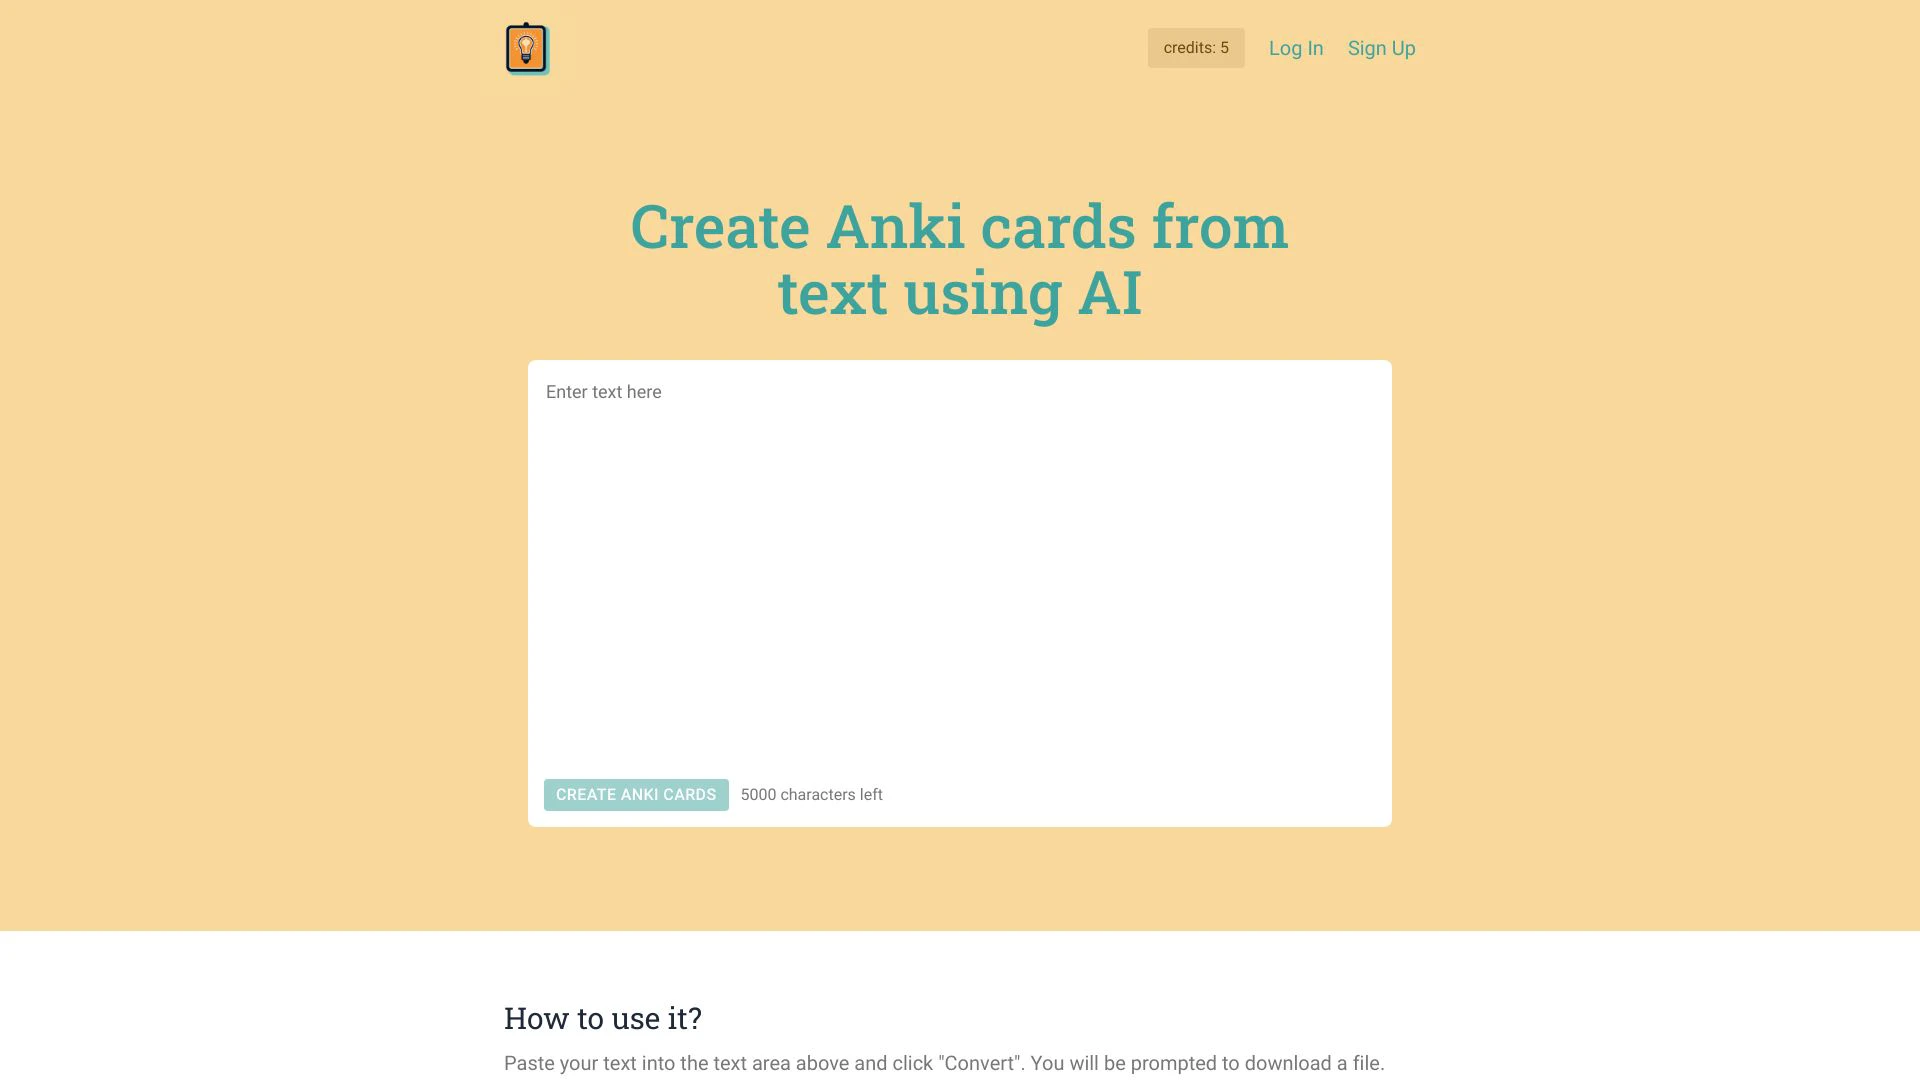 credits: 5
Log In
Sign Up
Create Anki cards from
text using AI
Enter text here
CREATE ANKI CARDS
5000 characters left
How to use it?
Paste your text into the text area above and click "Convert". You will be prompted to download a file.